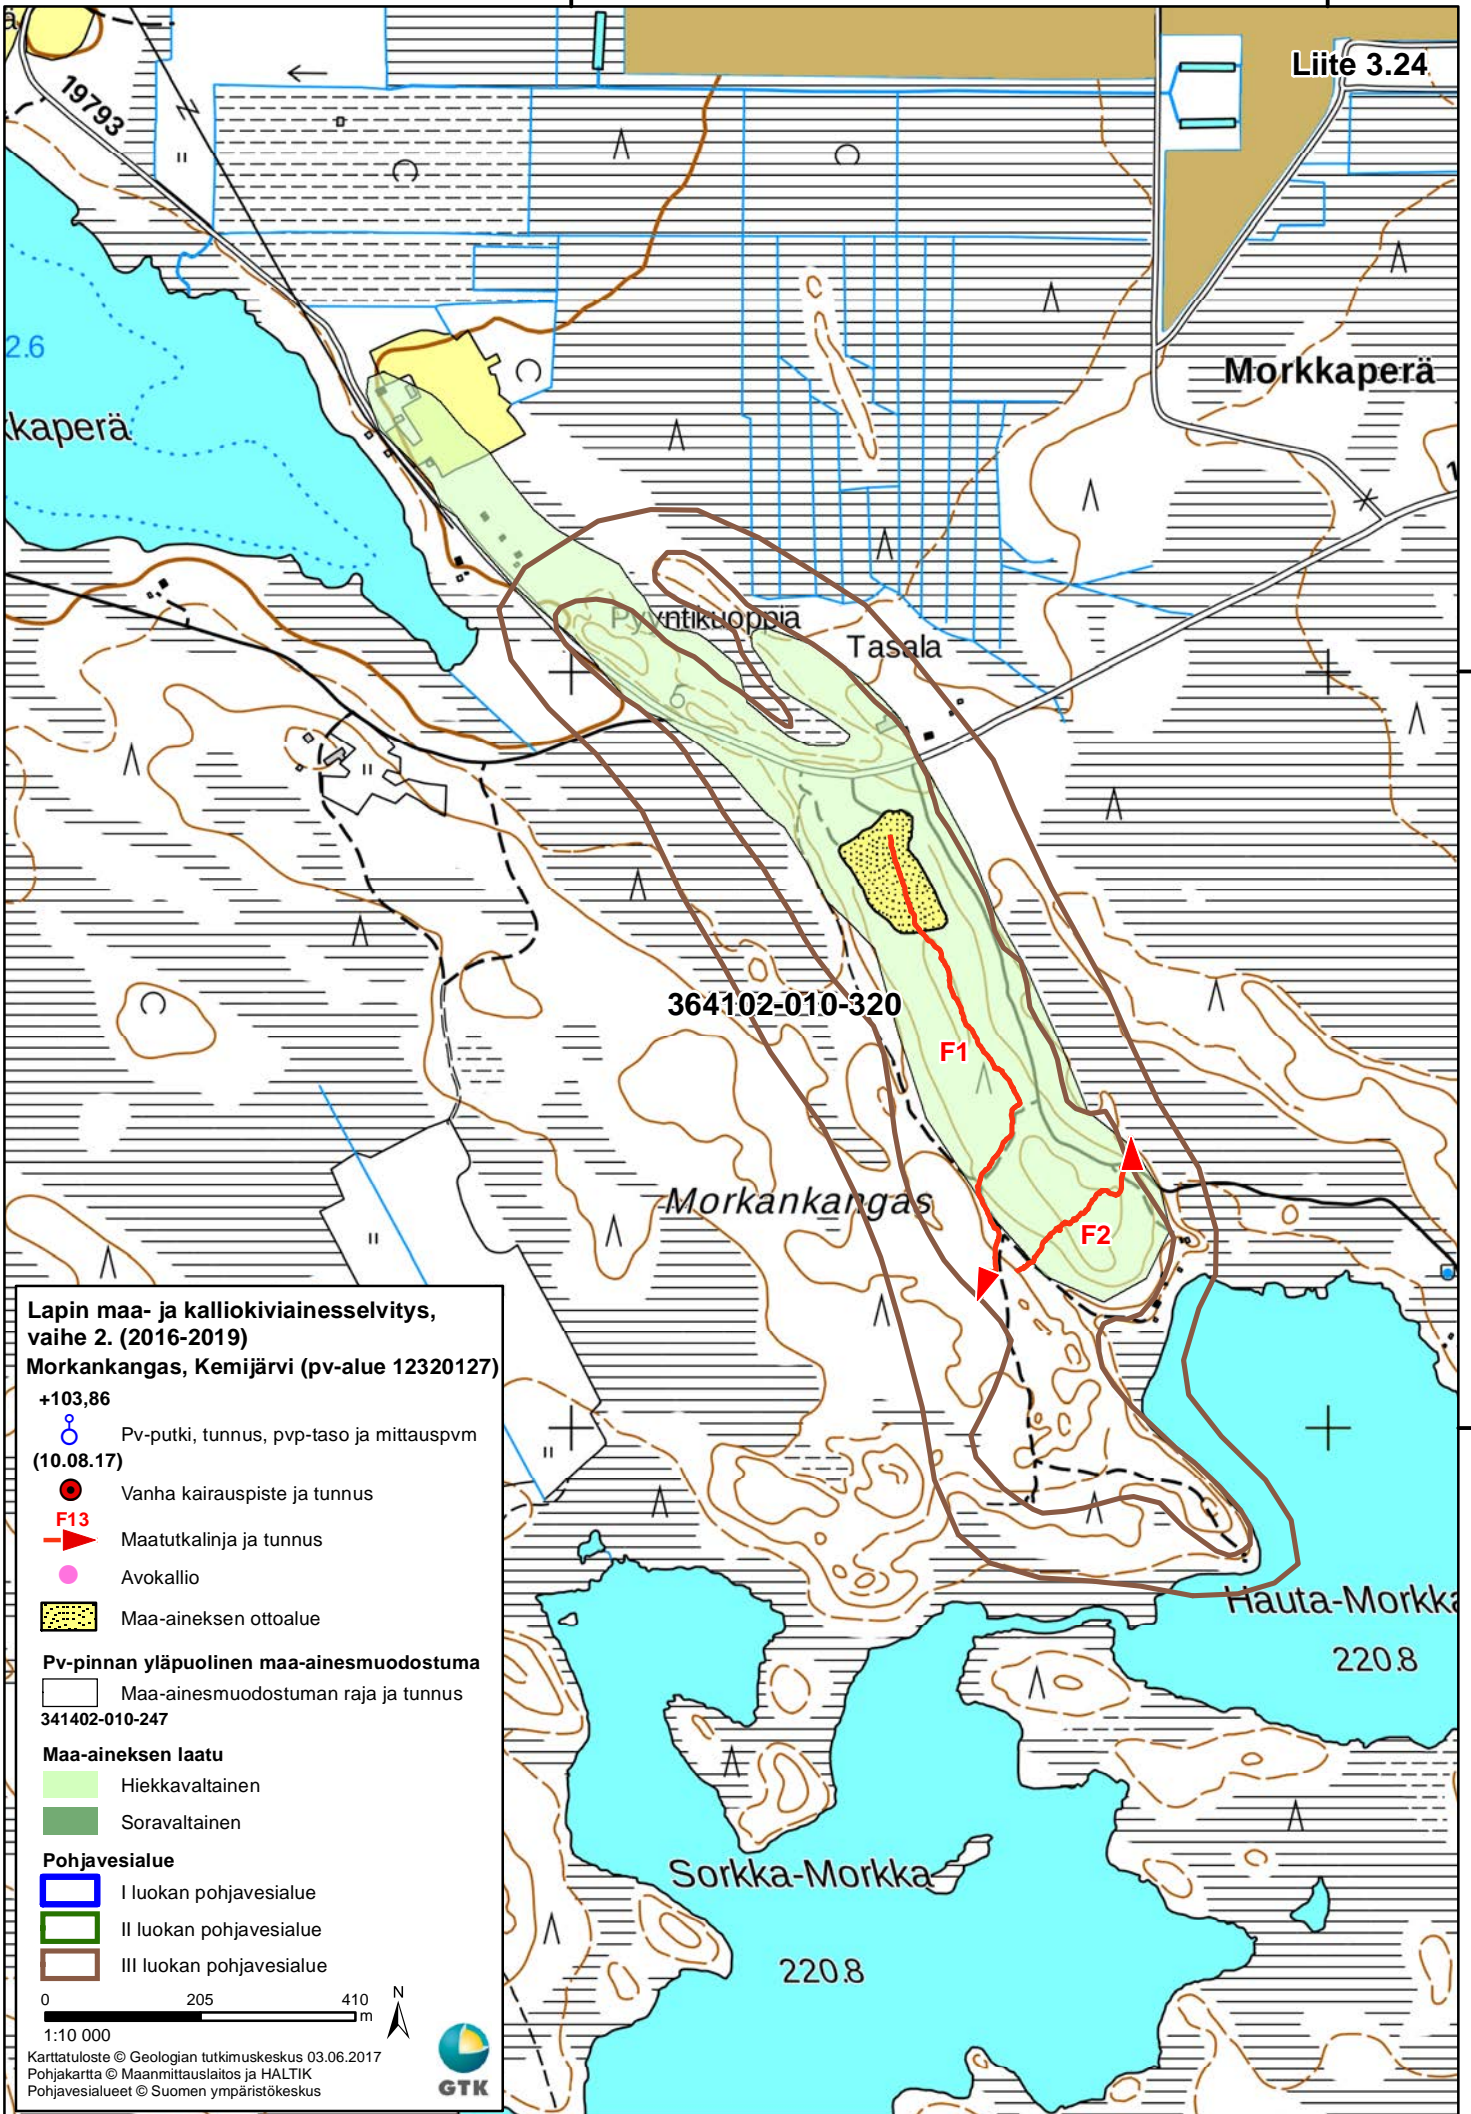 Liite 3.24
19793
2.6
kkaperä
Morkkaperä
Pyyntikuoppia
Tasala
6
364102-010-320
F1
Morkankangas
F2
Hauta-Morkka
220.8
Sorkka-Morkka
220.8
Lapin maa- ja kalliokiviainesselvitys,
vaihe 2. (2016-2019)
Morkankangas, Kemijärvi (pv-alue 12320127)
+103,86
Pv-putki, tunnus, pvp-taso ja mittauspvm
(10.08.17)
Vanha kairauspiste ja tunnus
F13
Maatutkalinja ja tunnus
Avokallio
Maa-aineksen ottoalue
Pv-pinnan yläpuolinen maa-ainesmuodostuma
Maa-ainesmuodostuman raja ja tunnus
341402-010-247
Maa-aineksen laatu
Hiekkavaltainen
Soravaltainen
Pohjavesialue
I luokan pohjavesialue
II luokan pohjavesialue
III luokan pohjavesialue
0 205 410
m
N
1:10 000
Karttatuloste © Geologian tutkimuskeskus 03.06.2017
Pohjakartta © Maanmittauslaitos ja HALTIK
Pohjavesialueet © Suomen ympäristökeskus
GTK